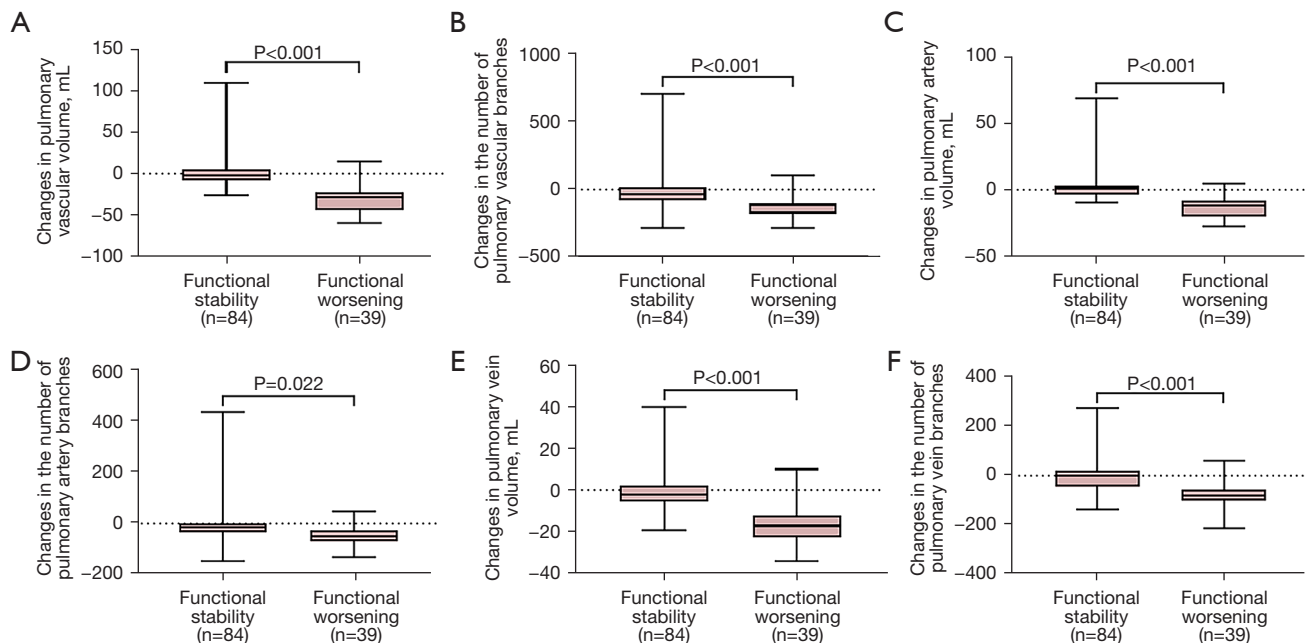 A
Changes in pulmonary
vascular volume, mL
150
100
50
0
−50
−100
P<0.001
Functional
stability
(n=84)
Functional
worsening
(n=39)
B
Changes in the number of
pulmonary vascular branches
1000
500
0
−500
P<0.001
Functional
stability
(n=84)
Functional
worsening
(n=39)
C
Changes in pulmonary artery
volume, mL
100
50
0
−50
P<0.001
Functional
stability
(n=84)
Functional
worsening
(n=39)
D
Changes in the number of
pulmonary artery branches
600
400
200
0
−200
P=0.022
Functional
stability
(n=84)
Functional
worsening
(n=39)
E
Changes in pulmonary vein
volume, mL
60
40
20
0
−20
−40
P<0.001
Functional
stability
(n=84)
Functional
worsening
(n=39)
F
Changes in the number of
pulmonary vein branches
400
200
0
−200
−400
P<0.001
Functional
stability
(n=84)
Functional
worsening
(n=39)